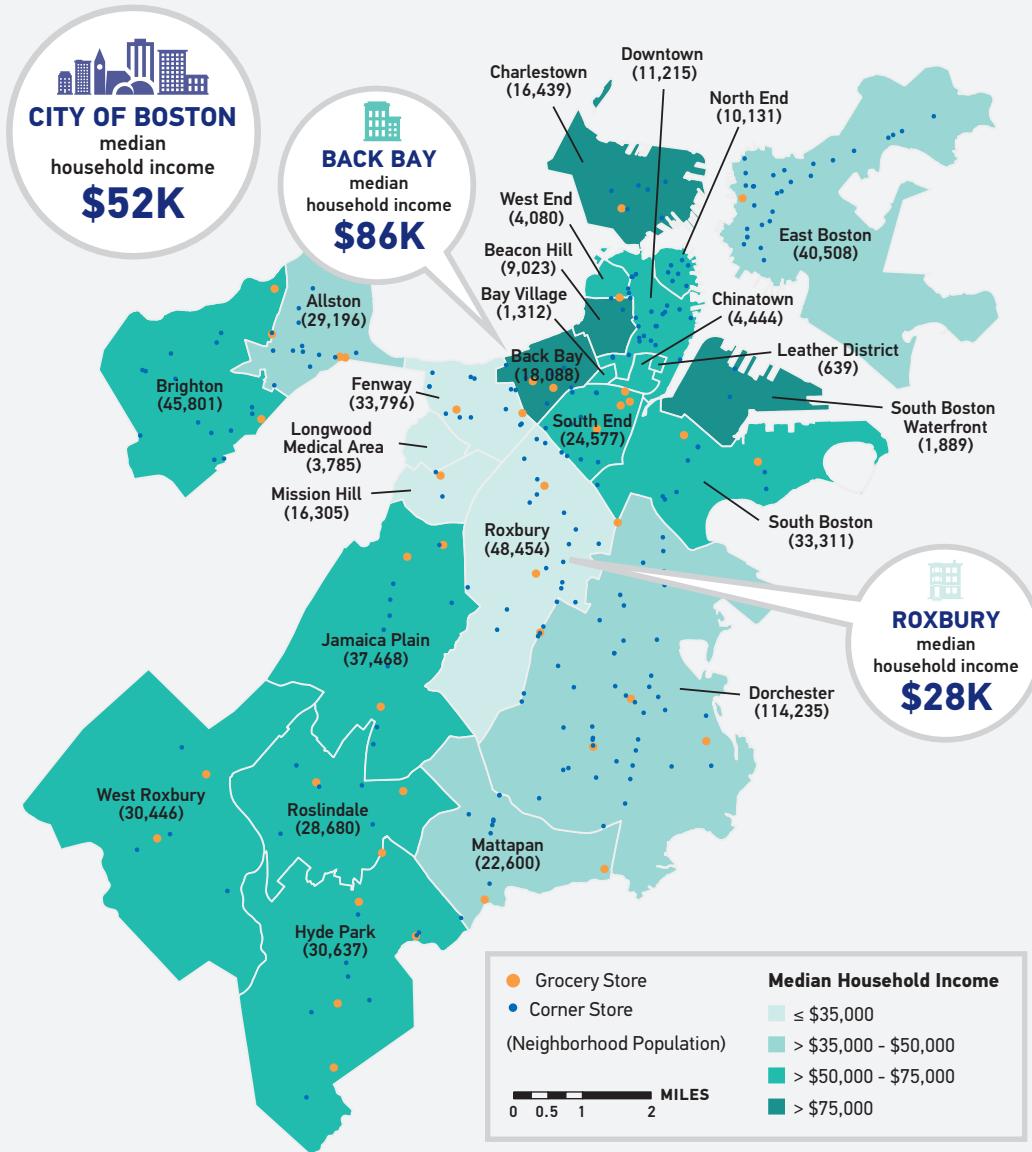 CITY OF BOSTON
median
household income
$52K
BACK BAY
median
household income
$86K
Charlestown
(16,439)
Downtown
(11,215)
North End
(10,131)
West End
(4,080)
Beacon Hill
(9,023)
Bay Village
(1,312)
East Boston
(40,508)
Chinatown
(4,444)
Leather District
(639)
Allston
(29,196)
Back Bay
(18,088)
Brighton
(45,801)
Fenway
(33,796)
South End
(24,577)
South Boston
Waterfront
(1,889)
Longwood
Medical Area
(3,785)
Mission Hill
(16,305)
Roxbury
(48,454)
South Boston
(33,311)
ROXBURY
median
household income
$28K
Jamaica Plain
(37,468)
Dorchester
(114,235)
West Roxbury
(30,446)
Roslindale
(28,680)
Mattapan
(22,600)
Hyde Park
(30,637)
Grocery Store
Corner Store
(Neighborhood Population)
0 0.5 1 2 MILES
Median Household Income
≤ $35,000
> $35,000 - $50,000
> $50,000 - $75,000
> $75,000